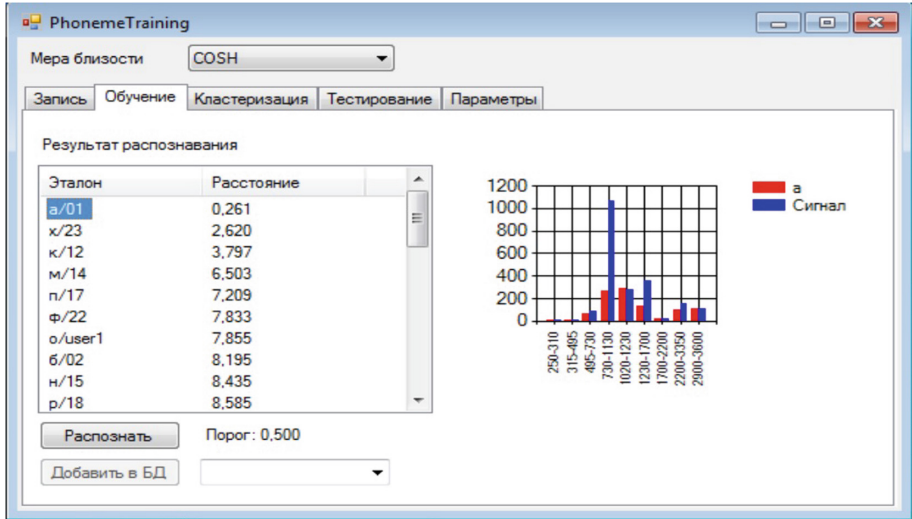 PhonemeTraining
Мера близости COSH
Запись Обучение Кластеризация Тестирование Параметры
Результат распознавания
Эталон Расстояние
а/01 0,261
х/23 2,620
к/12 3,797
м/14 6,503
п/17 7,209
ф/22 7,833
о/user1 7,855
б/02 8,195
н/15 8,435
р/18 8,585
Распознать Порог: 0,500
Добавить в БД
1200
1000
800
600
400
200
0
250-310
315-495
495-730
730-1130
1020-1230
1230-1700
1700-2200
2200-3350
2900-3600
а
Сигнал